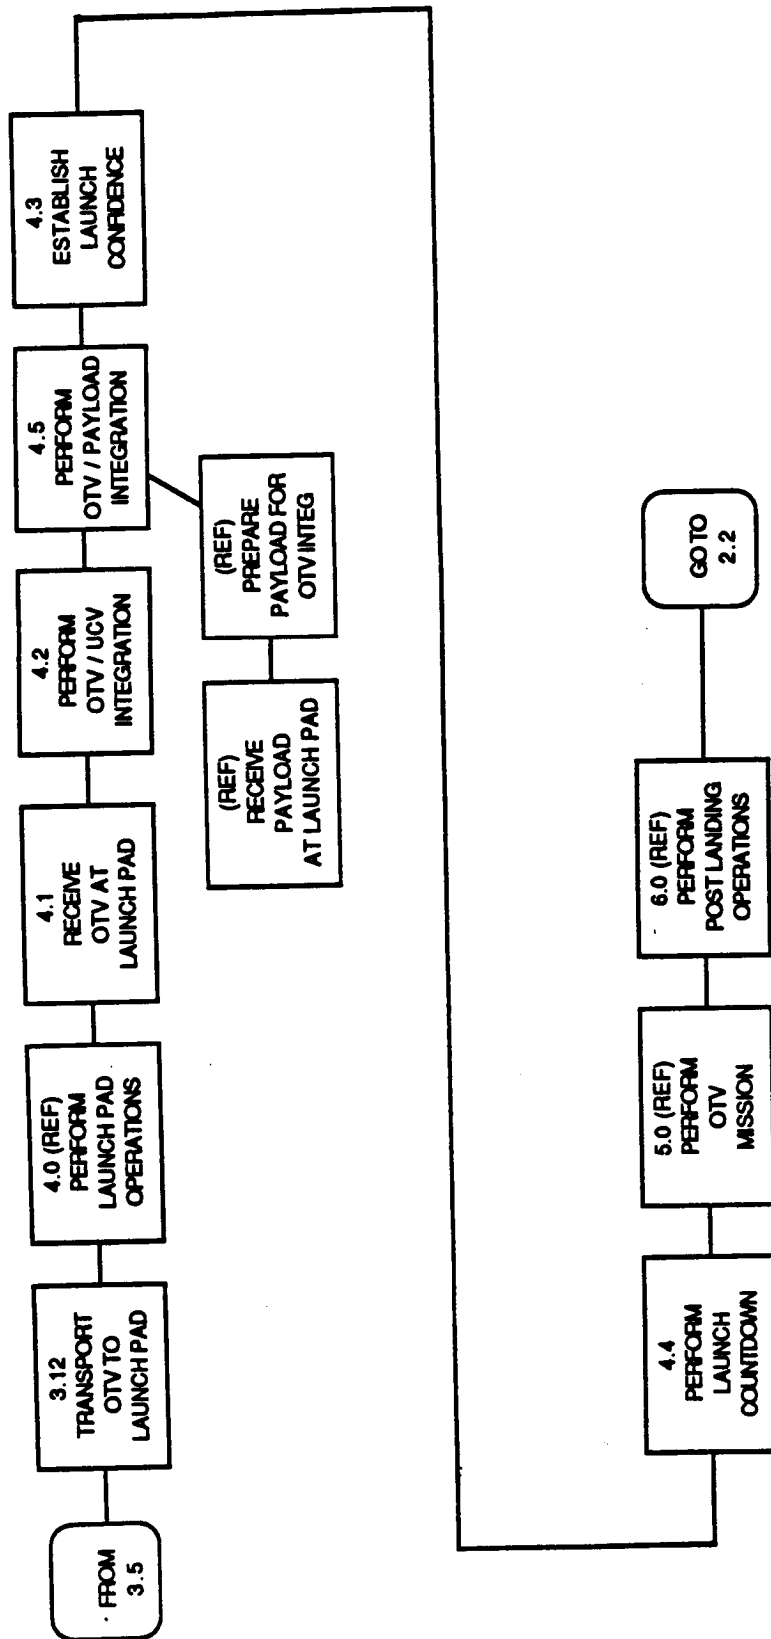 FROM
3.5
3.12
TRANSPORT
OTV TO
LAUNCH PAD
4.0 (REF)
PERFORM
LAUNCH PAD
OPERATIONS
4.1
RECEIVE
OTV AT
LAUNCH PAD
4.2
PERFORM
OTV / UCV
INTEGRATION
4.5
PERFORM
OTV / PAYLOAD
INTEGRATION
4.3
ESTABLISH
LAUNCH
CONFIDENCE
(REF)
RECEIVE
PAYLOAD
AT LAUNCH PAD
(REF)
PREPARE
PAYLOAD FOR
OTV INTEG
4.4
PERFORM
LAUNCH
COUNTDOWN
5.0 (REF)
PERFORM
OTV
MISSION
6.0 (REF)
PERFORM
POST LANDING
OPERATIONS
GO TO
2.2